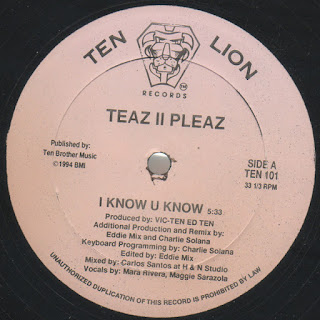 TEN LION
TM
RECORDS
TEAZ II PLEAZ
Published by:
Ten Brother Music
©1994 BMI
SIDE A
TEN 101
33 1/3 RPM
I KNOW U KNOW 5:33
Produced by: VIC-TEN ED TEN
Additional Production and Remix by:
Eddie Mix and Charlie Solana
Keyboard Programming by: Charlie Solana
Edited by: Eddie Mix
Mixed by: Carlos Santos at H & N Studio
Vocals by: Mara Rivera, Maggie Sarazola
UNAUTHORIZED DUPLICATION OF THIS RECORD IS PROHIBITED BY LAW